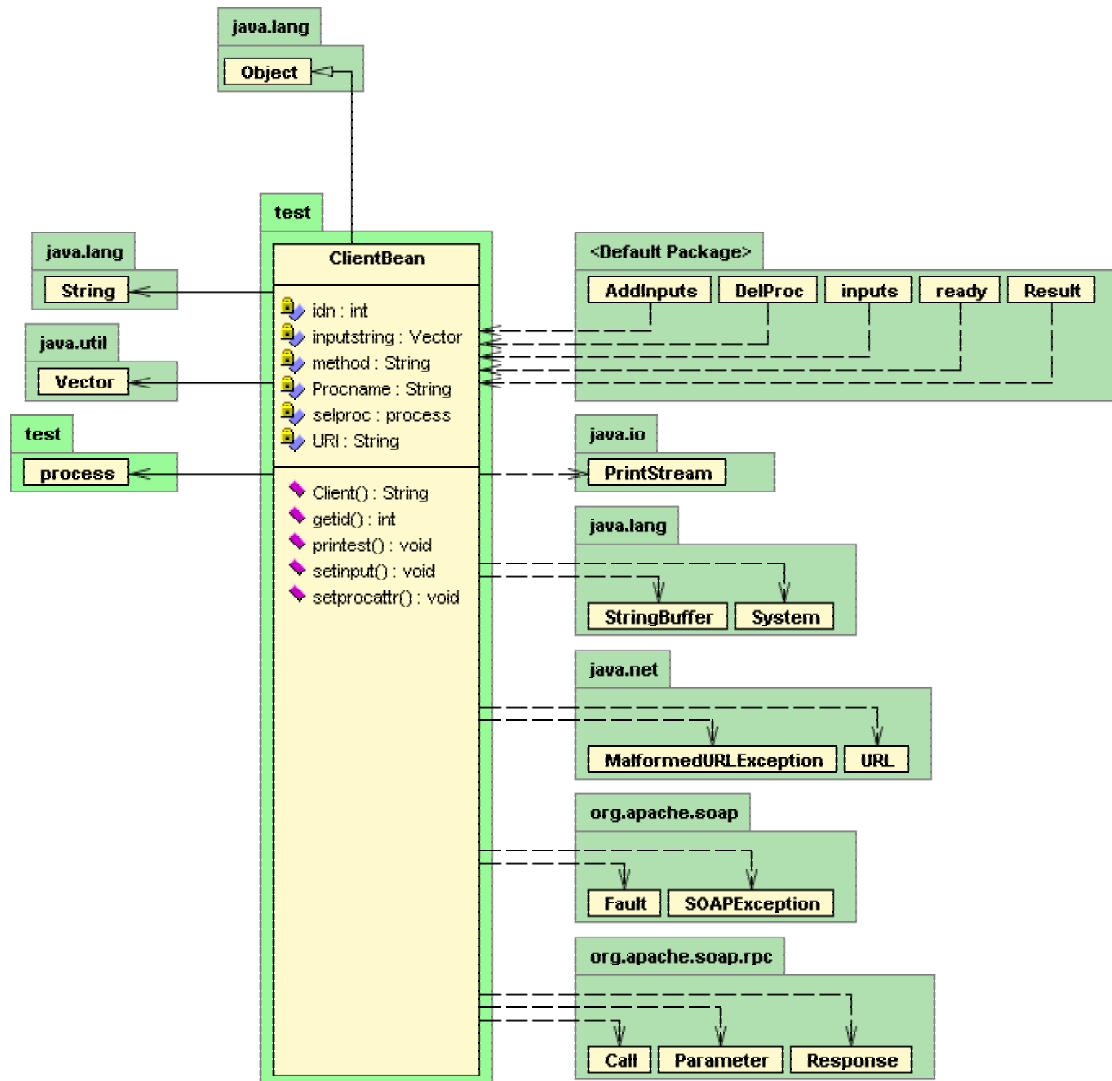 java.lang
Object
test
ClientBean
idn : int
inputstring : Vector
method : String
Procname : String
selproc : process
URI : String
Client() : String
getid() : int
printest() : void
setinput() : void
setprocattr() : void
java.lang
String
java.util
Vector
test
process
<Default Package>
AddInputs DelProc inputs ready Result
java.io
PrintStream
java.lang
StringBuffer System
java.net
MalformedURLException URL
org.apache.soap
Fault SOAPException
org.apache.soap.rpc
Call Parameter Response